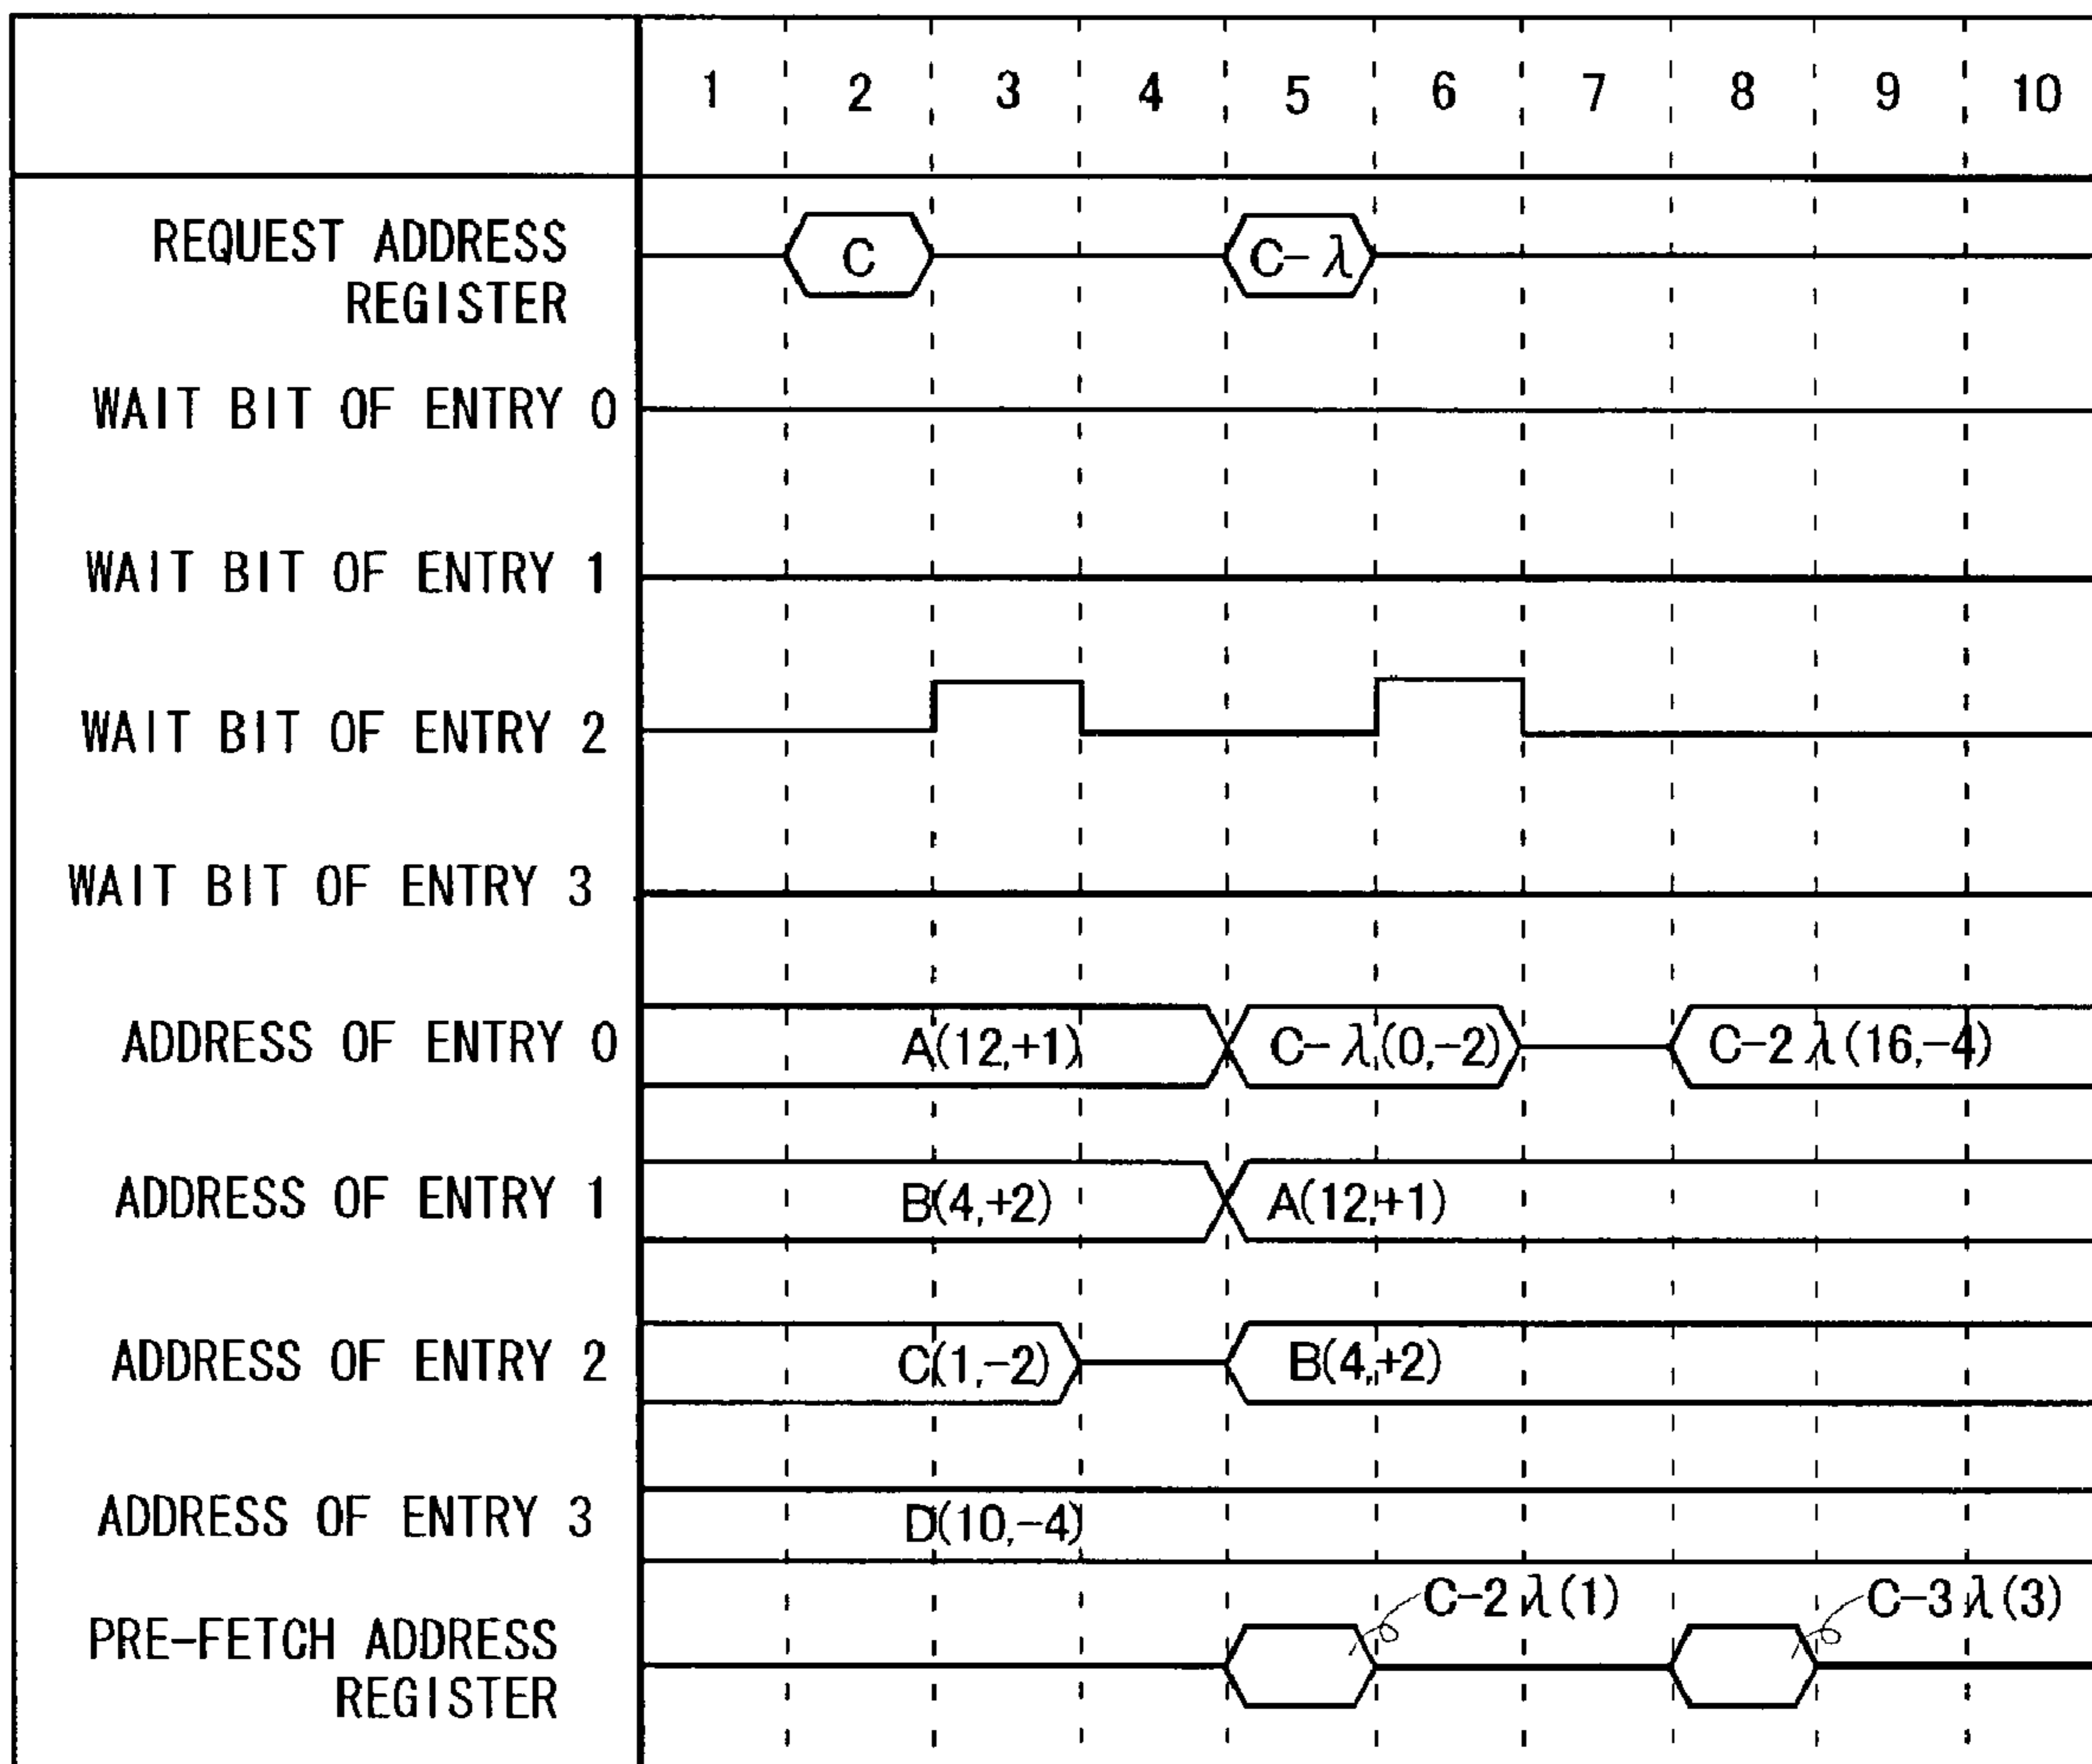 1 2 3 4 5 6 7 8 9 10
REQUEST ADDRESS
REGISTER
C C-λ
WAIT BIT OF ENTRY 0
WAIT BIT OF ENTRY 1
WAIT BIT OF ENTRY 2
WAIT BIT OF ENTRY 3
ADDRESS OF ENTRY 0 A(12,+1) C-λ(0,-2) C-2λ(16,-4)
ADDRESS OF ENTRY 1 B(4,+2) A(12,+1)
ADDRESS OF ENTRY 2 C(1,-2) B(4,+2)
ADDRESS OF ENTRY 3 D(10,-4)
C-2λ(1) C-3λ(3)
PRE-FETCH ADDRESS
REGISTER